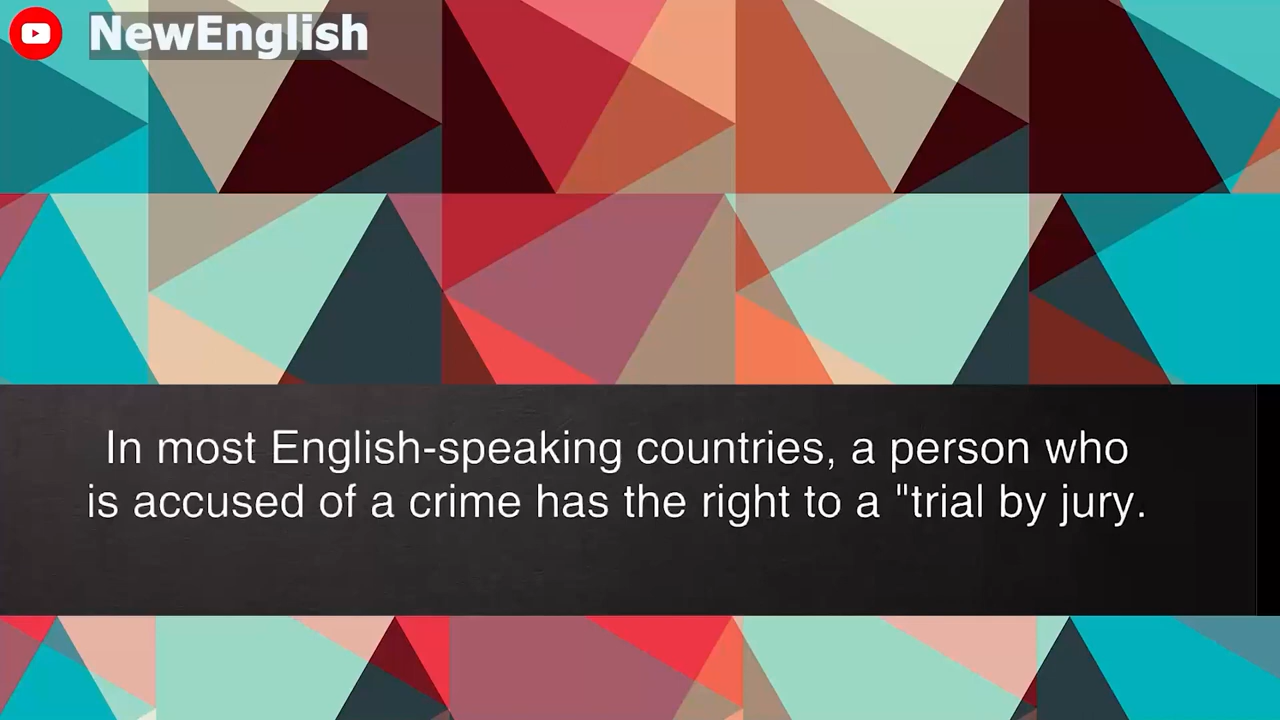 NewEnglish
In most English-speaking countries, a person who
is accused of a crime has the right to a "trial by jury.